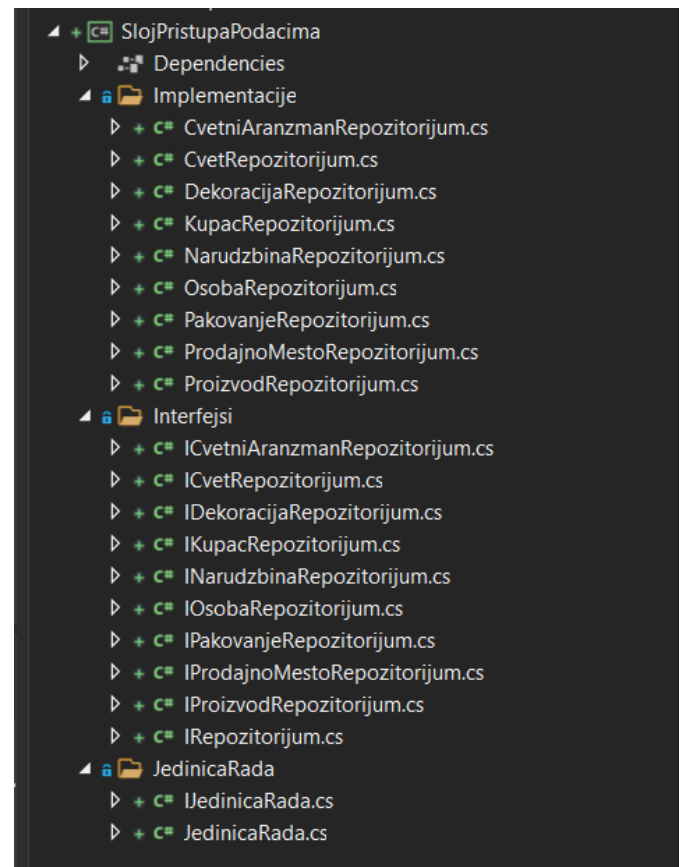 SlojPristupaPodacima
Dependencies
Implementacije
C# CvetniAranzmanRepozitorijum.cs
C# CvetRepozitorijum.cs
C# DekoracijaRepozitorijum.cs
C# KupacRepozitorijum.cs
C# NarudzbinaRepozitorijum.cs
C# OsobaRepozitorijum.cs
C# PakovanjeRepozitorijum.cs
C# ProdajnoMestoRepozitorijum.cs
C# ProizvodRepozitorijum.cs
Interfejsi
C# ICvetniAranzmanRepozitorijum.cs
C# ICvetRepozitorijum.cs
C# IDekoracijaRepozitorijum.cs
C# IKupacRepozitorijum.cs
C# INarudzbinaRepozitorijum.cs
C# IOsobaRepozitorijum.cs
C# IPakovanjeRepozitorijum.cs
C# IProdajnoMestoRepozitorijum.cs
C# IProizvodRepozitorijum.cs
C# IRepozitorijum.cs
JedinicaRada
C# IJedinicaRada.cs
C# JedinicaRada.cs